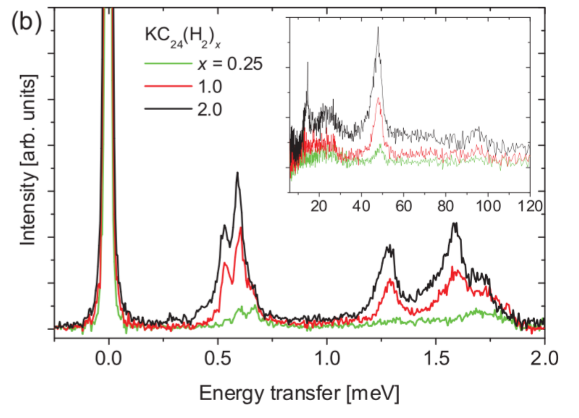 (b)
KC24(H2)x
x = 0.25
1.0
2.0
Intensity [arb. units]
20 40 60 80 100 120
0.0 0.5 1.0 1.5 2.0
Energy transfer [meV]